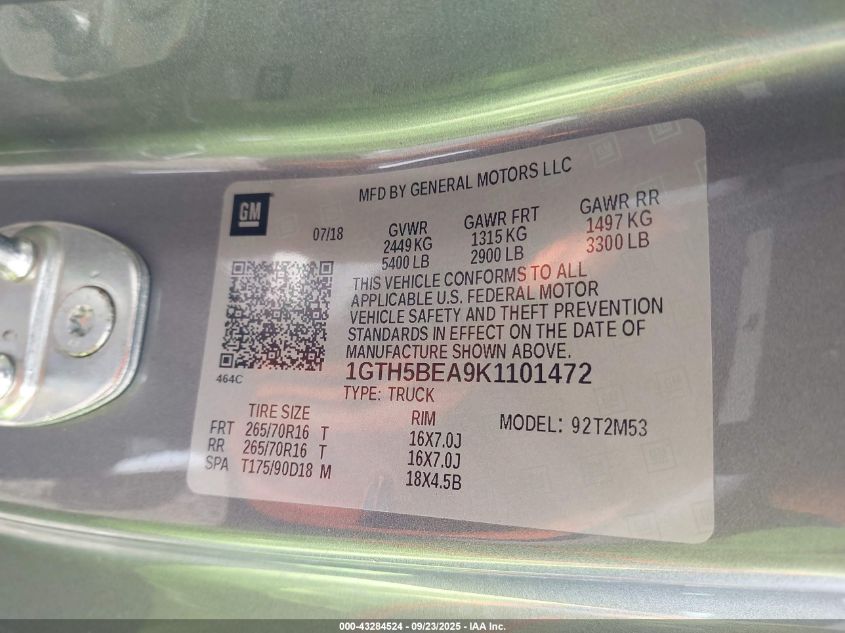 MFD BY GENERAL MOTORS LLC
GM
07/18
GVWR GAWR FRT GAWR RR
2449 KG 1315 KG 1497 KG
5400 LB 2900 LB 3300 LB
THIS VEHICLE CONFORMS TO ALL
APPLICABLE U.S. FEDERAL MOTOR
VEHICLE SAFETY AND THEFT PREVENTION
STANDARDS IN EFFECT ON THE DATE OF
MANUFACTURE SHOWN ABOVE.
464C
1GTH5BEA9K1101472
TYPE: TRUCK
TIRE SIZE RIM
MODEL: 92T2M53
FRT 265/70R16 T 16X7.0J
RR 265/70R16 T 16X7.0J
SPA T175/90D18 M 18X4.5B
000-43284524 - 09/23/2025 - IAA Inc.